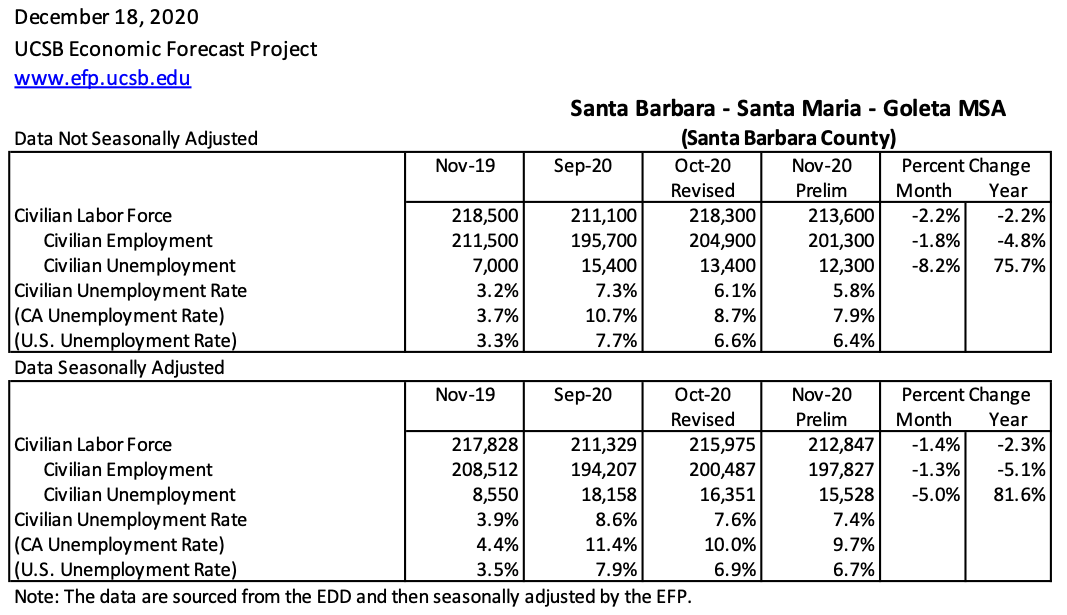 December 18, 2020
UCSB Economic Forecast Project
www.efp.ucsb.edu
Santa Barbara - Santa Maria - Goleta MSA
Data Not Seasonally Adjusted (Santa Barbara County)
Nov-19 Sep-20 Oct-20 Nov-20 Percent Change
Revised Prelim Month Year
Civilian Labor Force 218,500 211,100 218,300 213,600 -2.2% -2.2%
Civilian Employment 211,500 195,700 204,900 201,300 -1.8% -4.8%
Civilian Unemployment 7,000 15,400 13,400 12,300 -8.2% 75.7%
Civilian Unemployment Rate 3.2% 7.3% 6.1% 5.8%
(CA Unemployment Rate) 3.7% 10.7% 8.7% 7.9%
(U.S. Unemployment Rate) 3.3% 7.7% 6.6% 6.4%
Data Seasonally Adjusted
Nov-19 Sep-20 Oct-20 Nov-20 Percent Change
Revised Prelim Month Year
Civilian Labor Force 217,828 211,329 215,975 212,847 -1.4% -2.3%
Civilian Employment 208,512 194,207 200,487 197,827 -1.3% -5.1%
Civilian Unemployment 8,550 18,158 16,351 15,528 -5.0% 81.6%
Civilian Unemployment Rate 3.9% 8.6% 7.6% 7.4%
(CA Unemployment Rate) 4.4% 11.4% 10.0% 9.7%
(U.S. Unemployment Rate) 3.5% 7.9% 6.9% 6.7%
Note: The data are sourced from the EDD and then seasonally adjusted by the EFP.